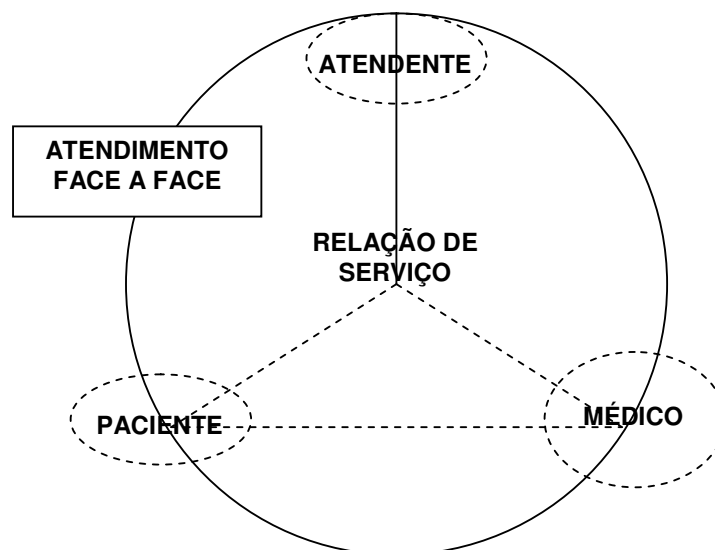 ATENDENTE
ATENDIMENTO
FACE A FACE
RELAÇÃO DE
SERVIÇO
PACIENTE
MÉDICO